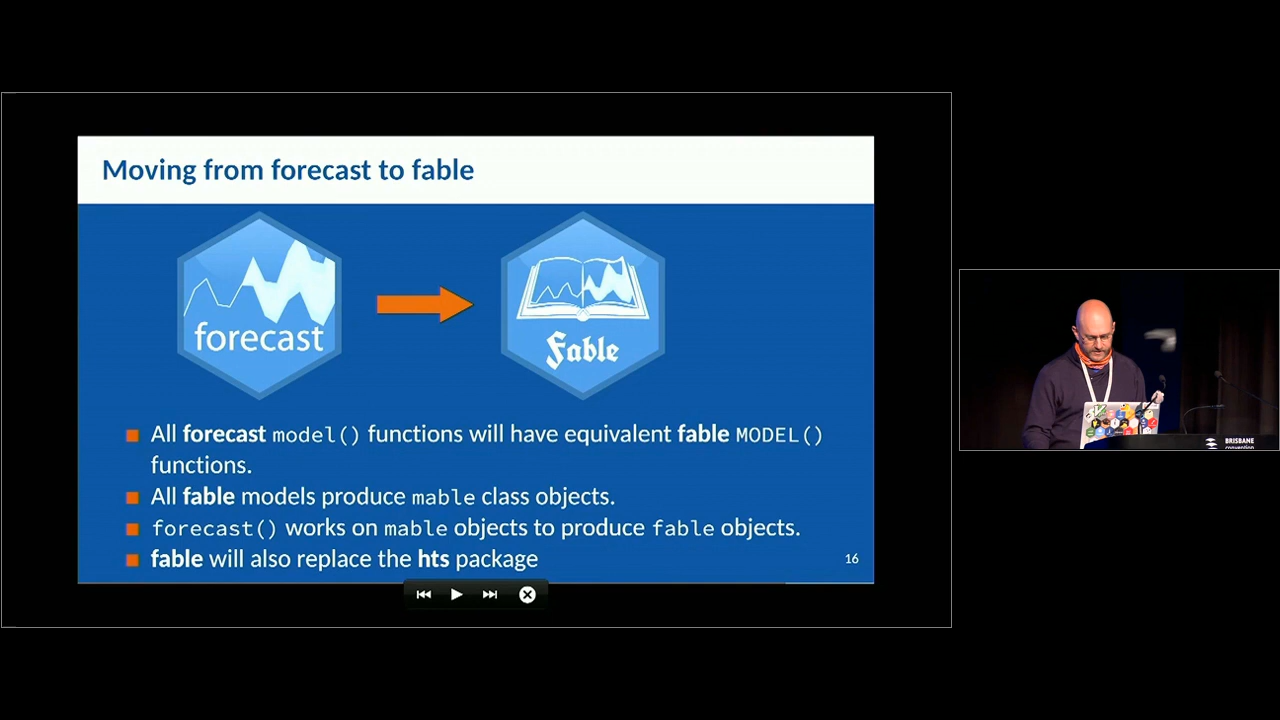 Moving from forecast to fable
forecast
Fable
All forecast model() functions will have equivalent fable MODEL()
functions.
All fable models produce mable class objects.
forecast() works on mable objects to produce fable objects.
fable will also replace the hts package
16
BRISBANE
convention